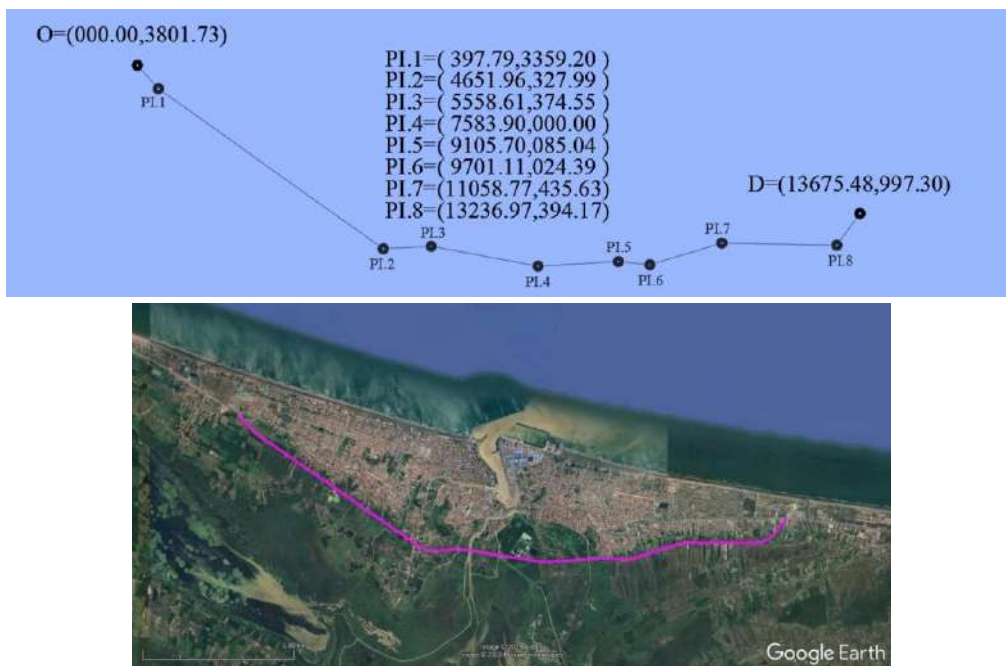 O=(000.00,3801.73)
PI.1=( 397.79,3359.20 )
PI.2=( 4651.96,327.99 )
PI.3=( 5558.61,374.55 )
PI.4=( 7583.90,000.00 )
PI.5=( 9105.70,085.04 )
PI.6=( 9701.11,024.39 )
PI.7=( 11058.77,435.63 )
PI.8=( 13236.97,394.17 )
D=(13675.48,997.30)
PI.1
PI.2
PI.3
PI.4
PI.5
PI.6
PI.7
PI.8
Google Earth